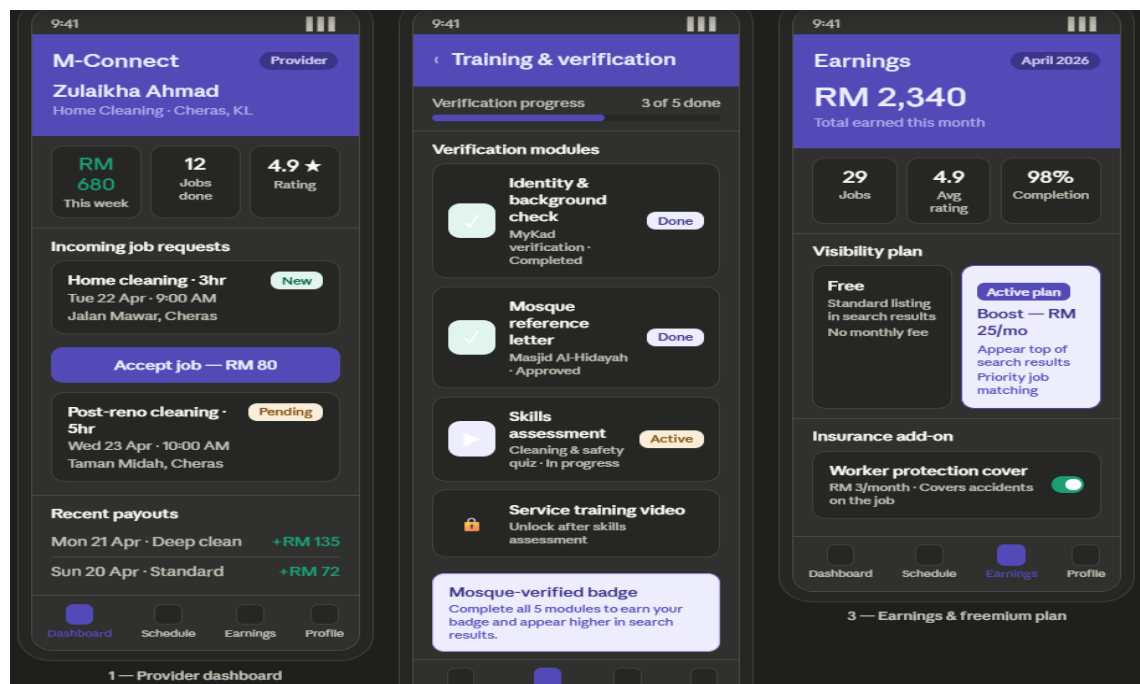 9:41
M-Connect
Provider
Zulaikha Ahmad
Home Cleaning · Cheras, KL
RM
680
This week
12
Jobs
done
4.9 ★
Rating
Incoming job requests
Home cleaning · 3hr
New
Tue 22 Apr · 9:00 AM
Jalan Mawar, Cheras
Accept job — RM 80
Post-reno cleaning ·
5hr
Pending
Wed 23 Apr · 10:00 AM
Taman Midah, Cheras
Recent payouts
Mon 21 Apr · Deep clean +RM 135
Sun 20 Apr · Standard +RM 72
Dashboard Schedule Earnings Profile
1 — Provider dashboard
9:41
‹ Training & verification
Verification progress 3 of 5 done
Verification modules
Identity &
background
check
MyKad
verification ·
Completed
Done
Mosque
reference
letter
Masjid Al-Hidayah
· Approved
Done
Skills
assessment
Cleaning & safety
quiz · In progress
Active
Service training video
Unlock after skills
assessment
Mosque-verified badge
Complete all 5 modules to earn your
badge and appear higher in search
results.
9:41
Earnings
April 2026
RM 2,340
Total earned this month
29
Jobs
4.9
Avg
rating
98%
Completion
Visibility plan
Free
Standard listing
in search results
No monthly fee
Active plan
Boost — RM
25/mo
Appear top of
search results
Priority job
matching
Insurance add-on
Worker protection cover
RM 3/month · Covers accidents
on the job
Dashboard Schedule Earnings Profile
3 — Earnings & freemium plan